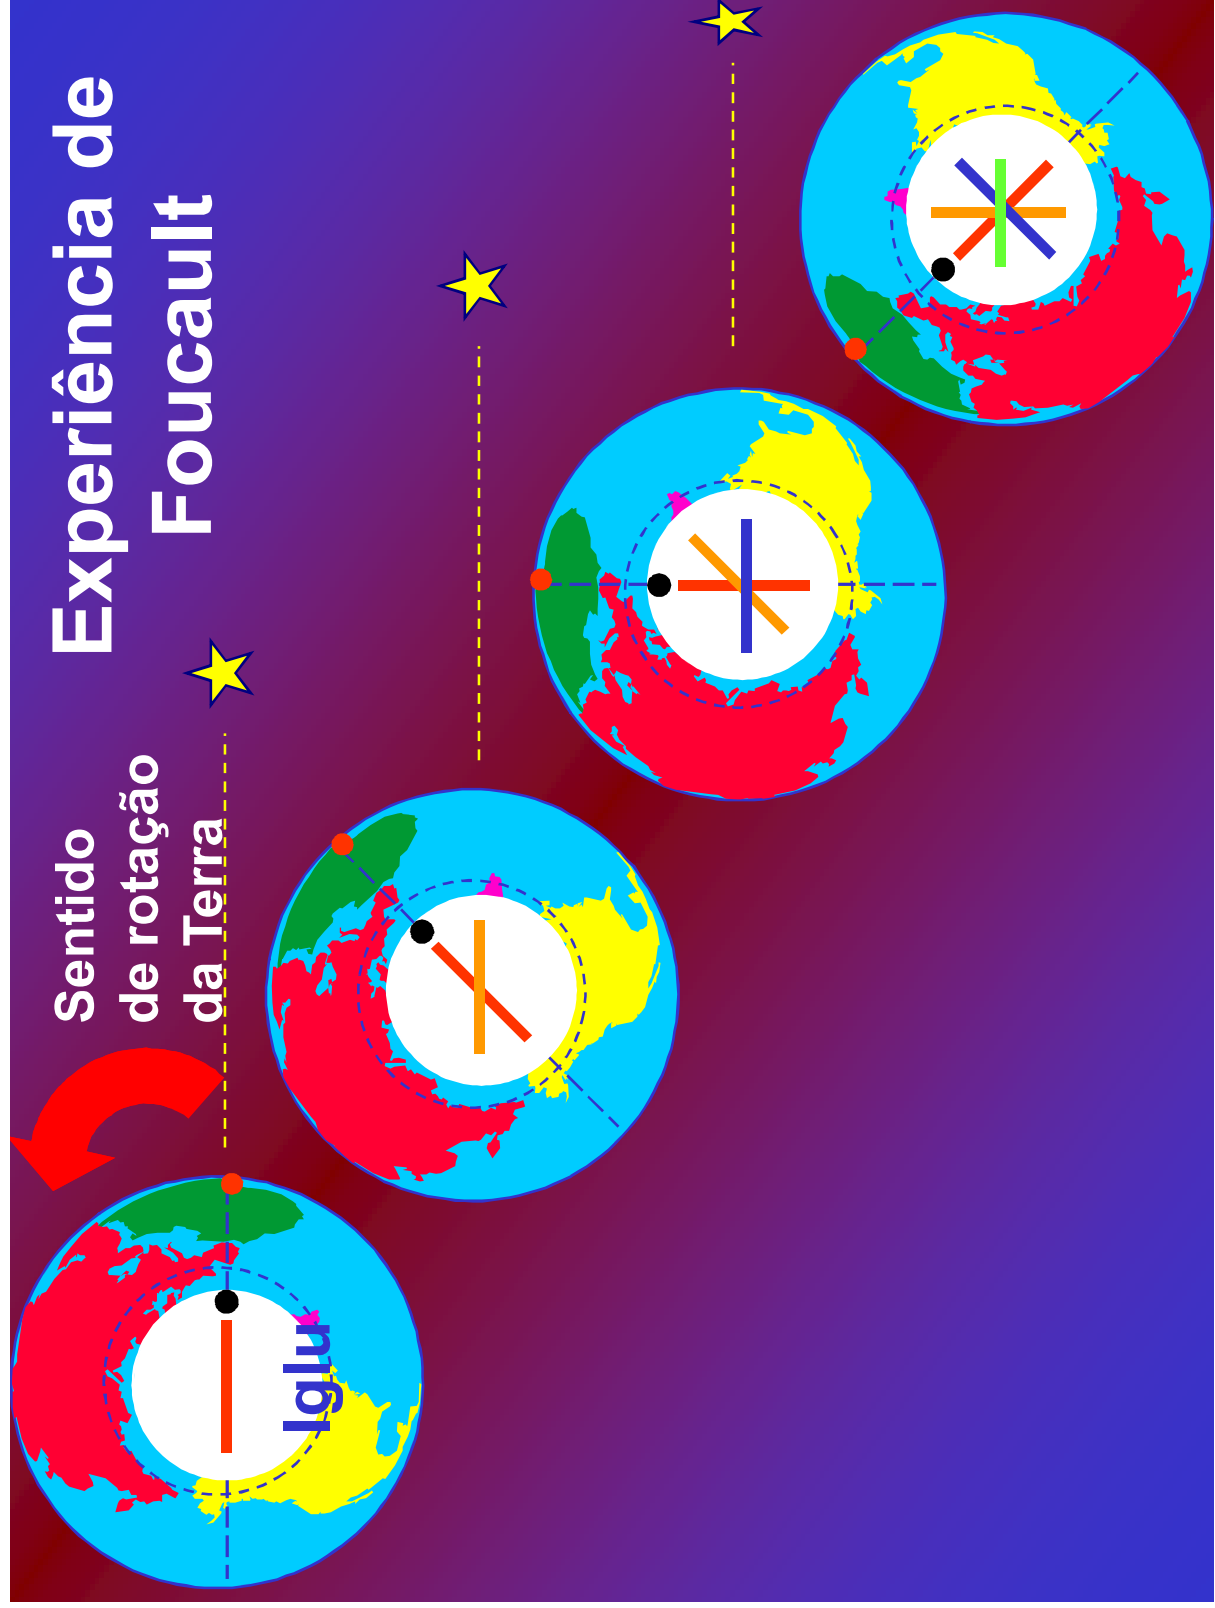 Experiência de
Foucault
Sentido
de rotação
da Terra
Iglu